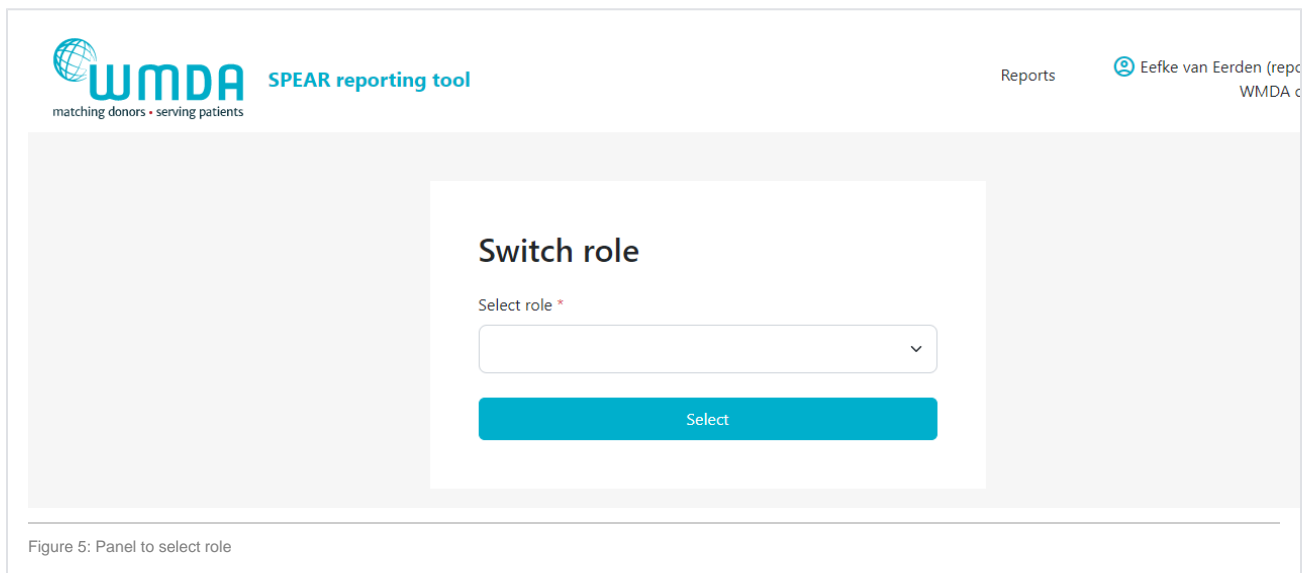 WMDA
matching donors • serving patients
SPEAR reporting tool
Reports
Eefke van Eerden (repo
WMDA
Switch role
Select role *
Select
Figure 5: Panel to select role